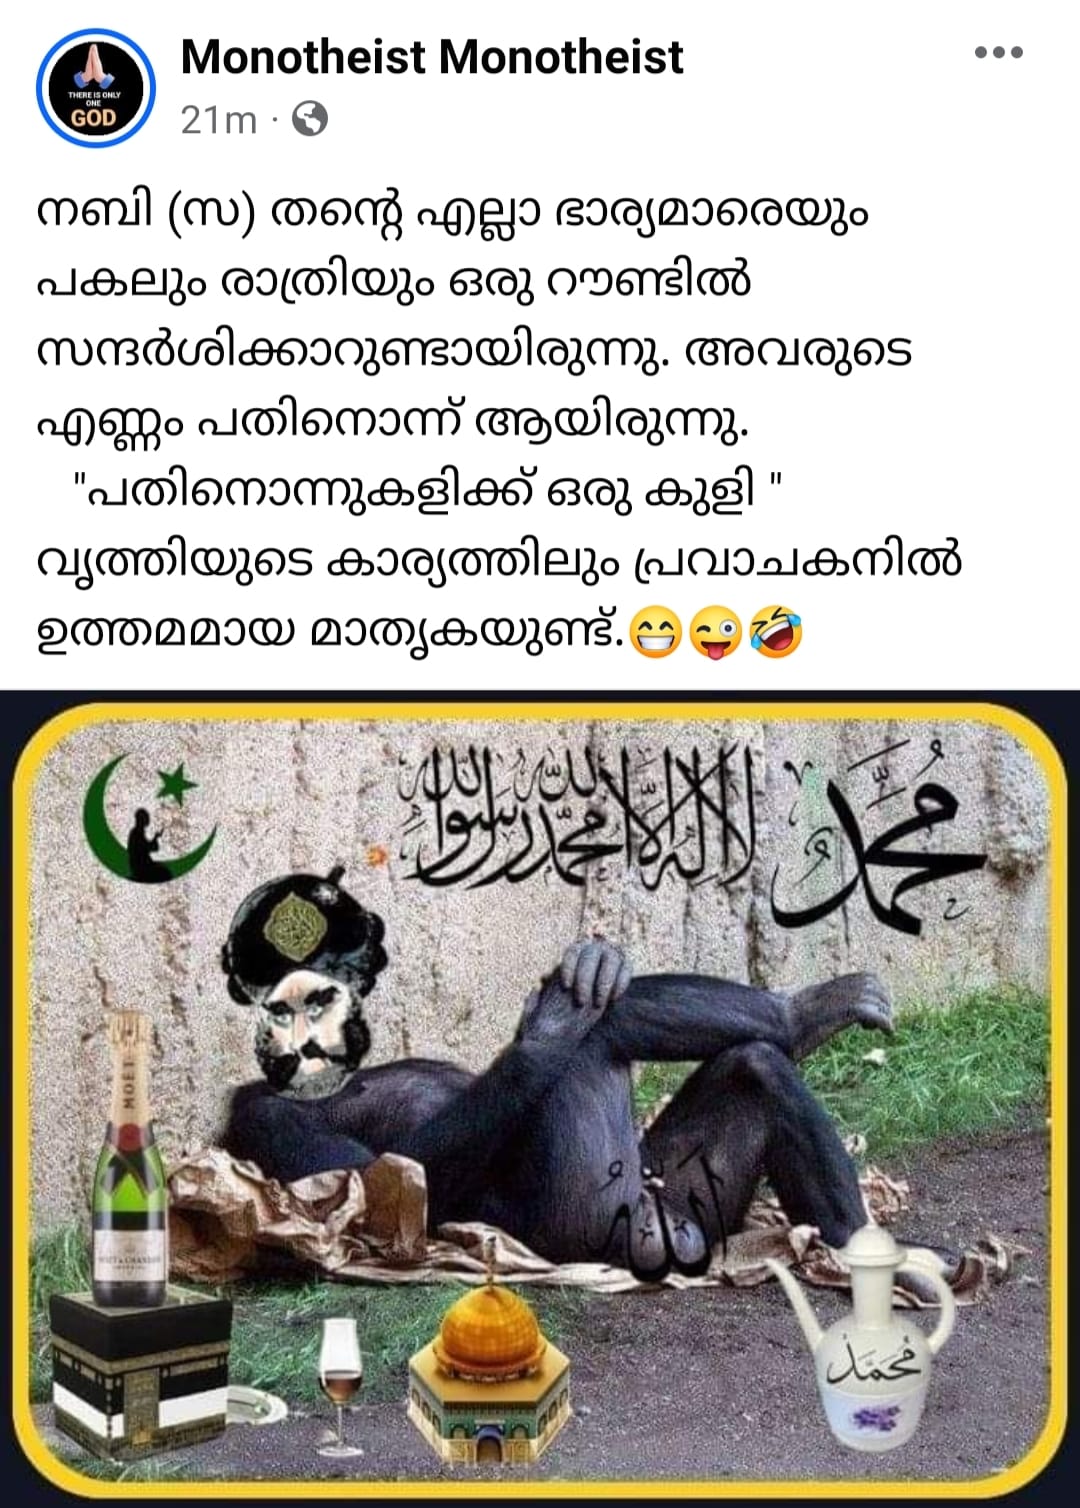 Monotheist Monotheist
THERE IS ONLY
ONE
GOD
21m ·
നബി (സ) തന്റെ എല്ലാ ഭാര്യമാരെയും
പകലും രാത്രിയും ഒരു റൗണ്ടിൽ
സന്ദർശിക്കാറുണ്ടായിരുന്നു. അവരുടെ
എണ്ണം പതിനൊന്ന് ആയിരുന്നു.
"പതിനൊന്നുകളിക്ക് ഒരു കുളി "
വൃത്തിയുടെ കാര്യത്തിലും പ്രവാചകനിൽ
ഉത്തമമായ മാതൃകയുണ്ട്.😁😜🤣
محمد
لا إله إلا الله محمد رسول الله
MOET
الله
محمد